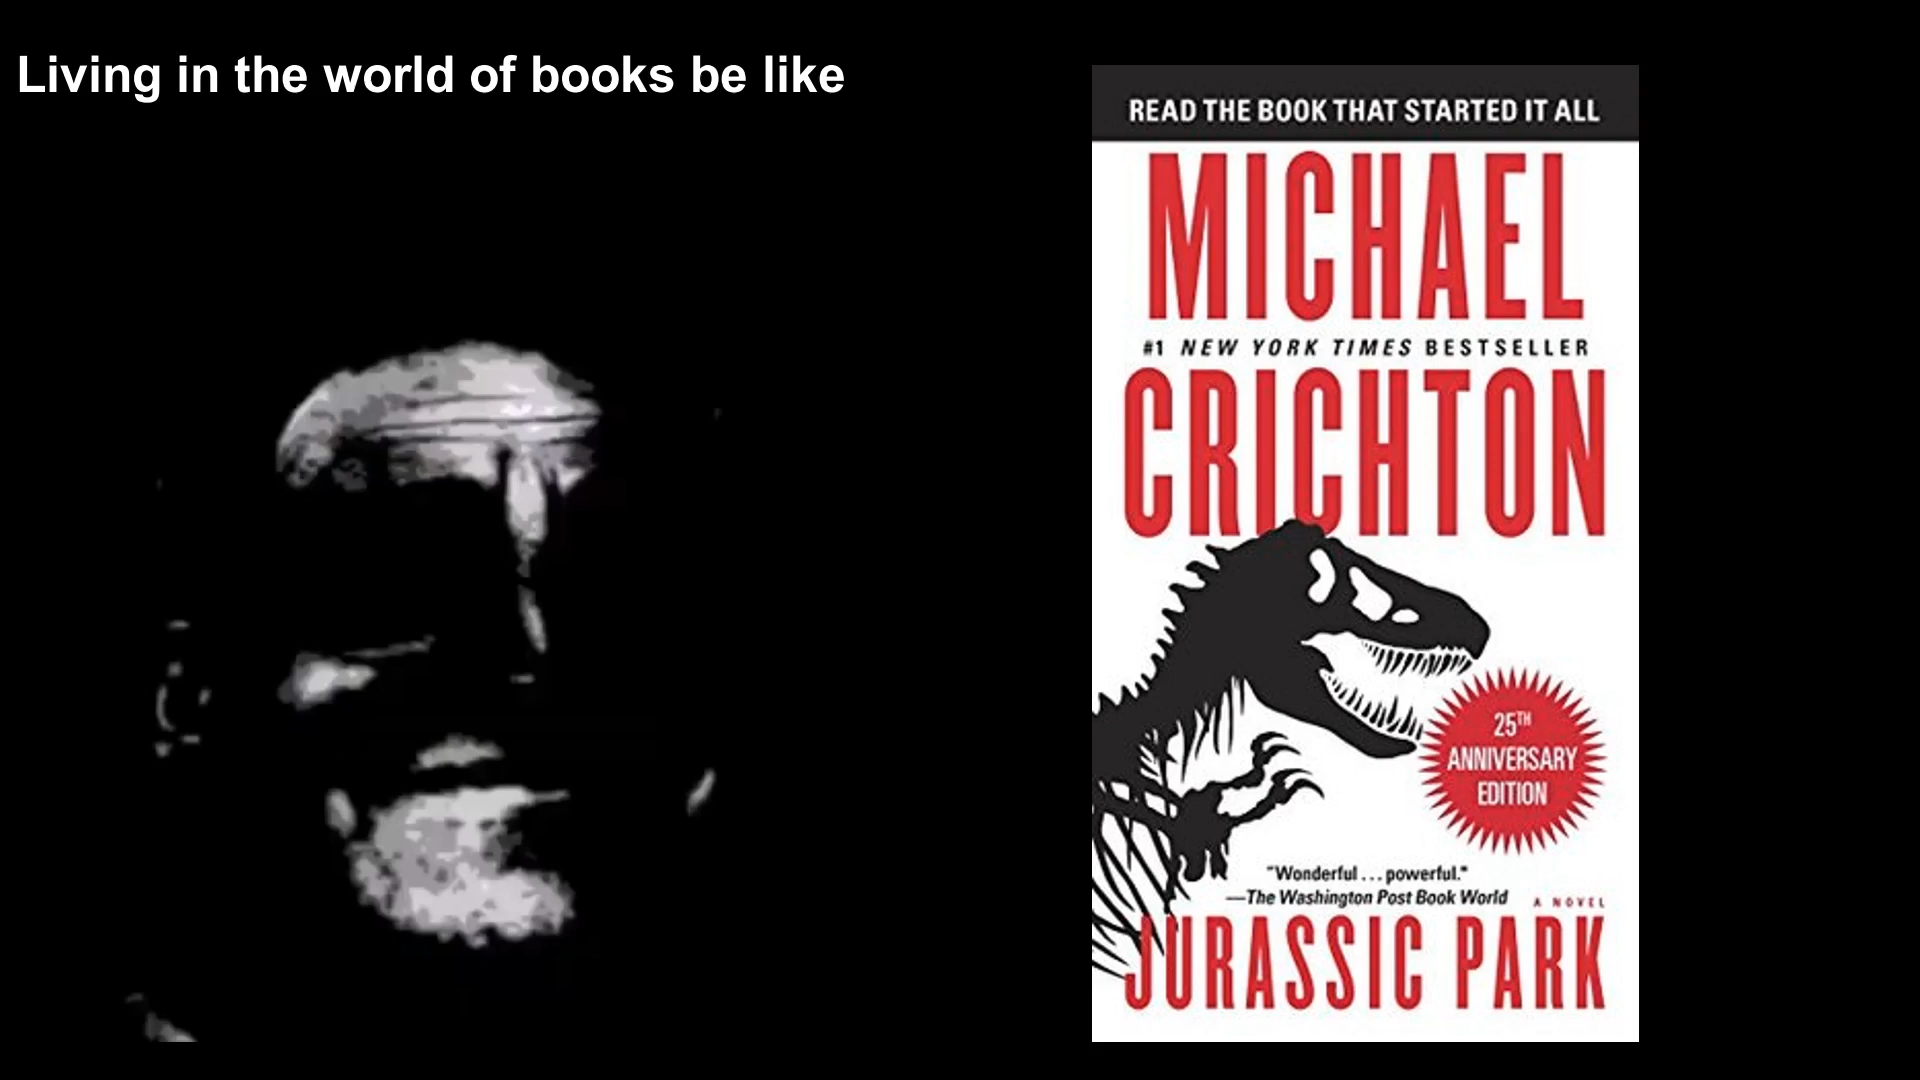 Living in the world of books be like
READ THE BOOK THAT STARTED IT ALL
MICHAEL
#1 NEW YORK TIMES BESTSELLER
CRICHTON
25TH
ANNIVERSARY
EDITION
"Wonderful . . . powerful."
—The Washington Post Book World
A NOVEL
JURASSIC PARK